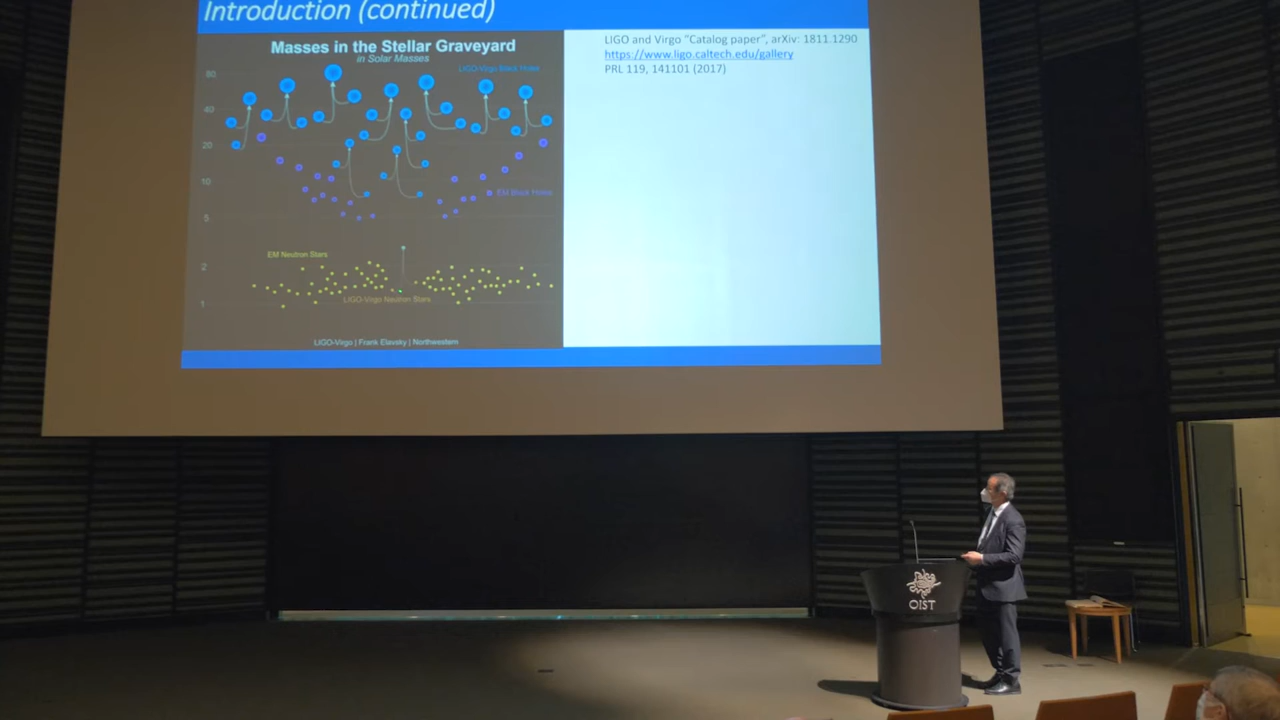 Introduction (continued)
Masses in the Stellar Graveyard
in Solar Masses
LIGO-Virgo Black Holes
80
40
20
10
5
2
1
EM Black Holes
EM Neutron Stars
LIGO-Virgo Neutron Stars
LIGO-Virgo | Frank Elavsky | Northwestern
LIGO and Virgo "Catalog paper", arXiv: 1811.1290
https://www.ligo.caltech.edu/gallery
PRL 119, 141101 (2017)
OIST